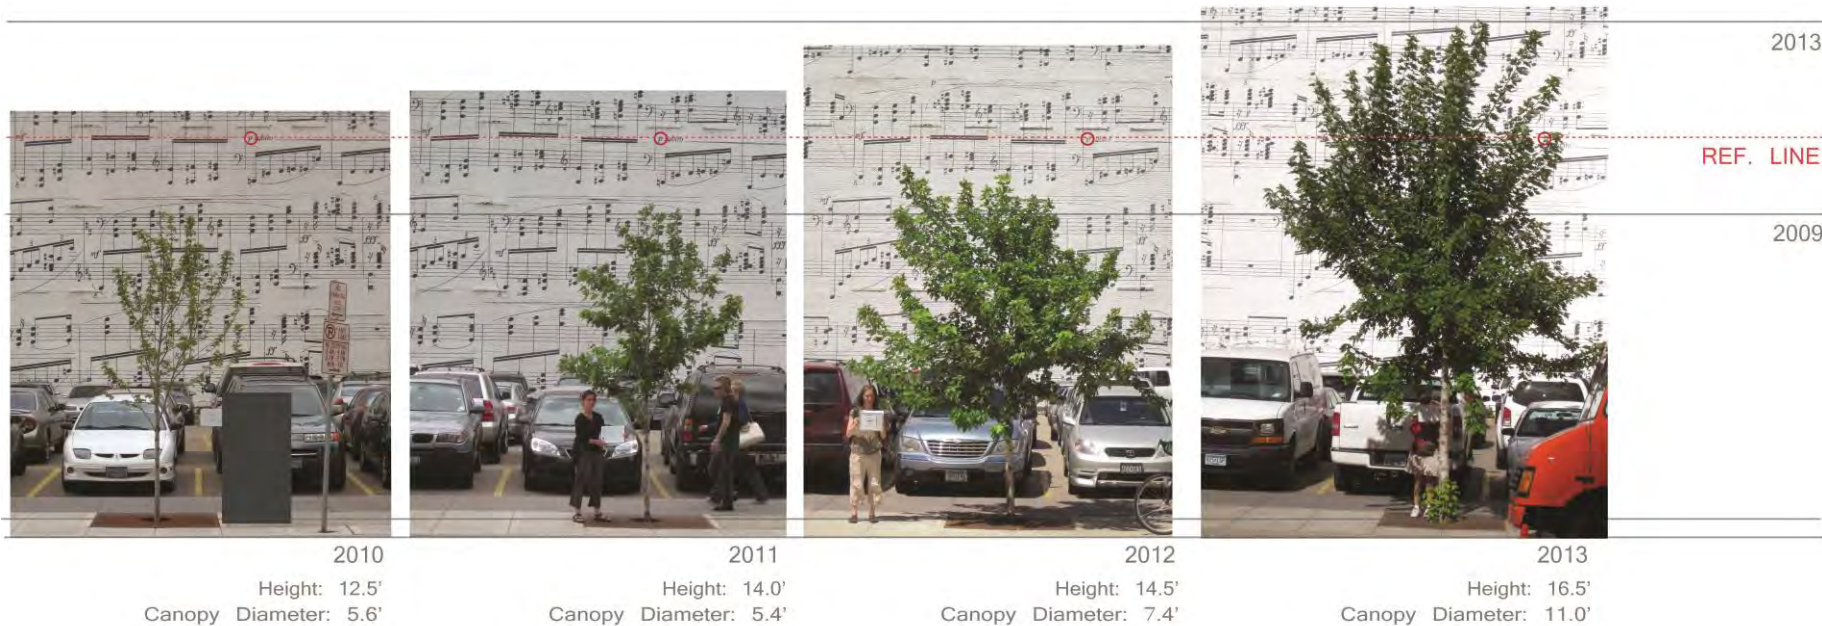 2013
REF. LINE
2009
2010
Height: 12.5'
Canopy Diameter: 5.6'
2011
Height: 14.0'
Canopy Diameter: 5.4'
2012
Height: 14.5'
Canopy Diameter: 7.4'
2013
Height: 16.5'
Canopy Diameter: 11.0'